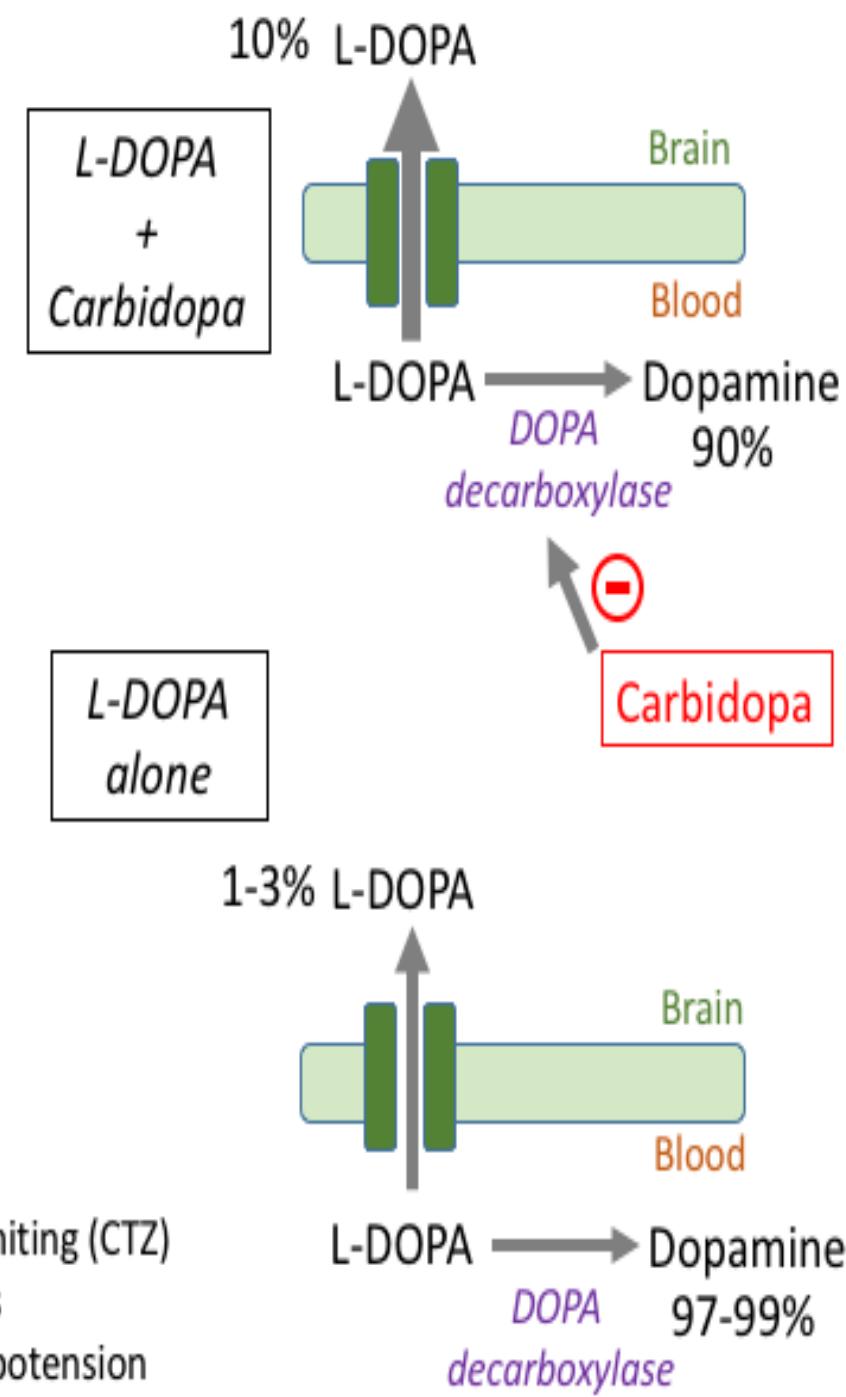 10% L-DOPA
L-DOPA
+
Carbidopa
Brain
Blood
L-DOPA Dopamine
90%
DOPA
decarboxylase
Carbidopa
L-DOPA
alone
1-3% L-DOPA
Brain
Blood
L-DOPA Dopamine
97-99%
DOPA
decarboxylase
(CTZ)